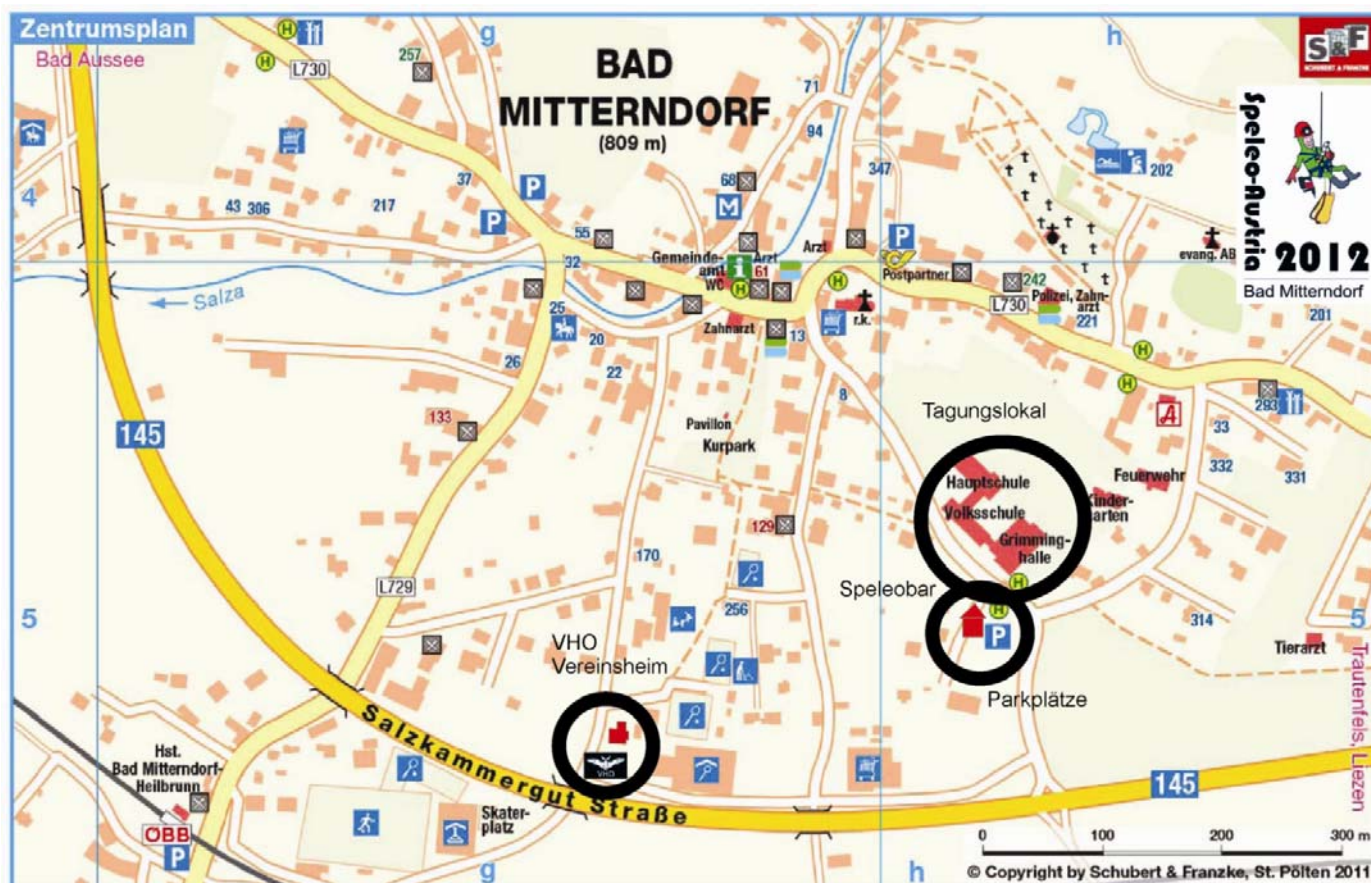 Zentrumsplan
Bad Aussee
g
h
S&F
SCHUBERT & FRANZKE
BAD
MITTERNDORF
(809 m)
Speleo-Austria
2012
Bad Mitterndorf
H
H
L730
257
71
94
37
68
M
347
202
4
43
306
217
P
P
55
P
Arzt
evang. AB
Gemeinde-
amt
WC
Arzt
61
i
H
H
Postpartner
242
L730
Polizei, Zahn-
arzt
221
201
Salza
32
25
20
22
26
Zahnarzt
13
r.k.
8
H
H
A
293
33
332
331
145
133
Pavillon
Kurpark
Tagungslokal
Hauptschule
Volksschule
Grimming-
halle
Feuerwehr
Kinder-
garten
129
170
L729
256
Speleobar
H
H
P
314
5
5
Tierarzt
VHO
Vereinsheim
VHO
Parkplätze
Trautenfels, Liezen
Salzkammergut Straße
145
Hst.
Bad Mitterndorf-
Heilbrunn
ÖBB
P
Skater-
platz
0 100 200 300 m
g
h
© Copyright by Schubert & Franzke, St. Pölten 2011